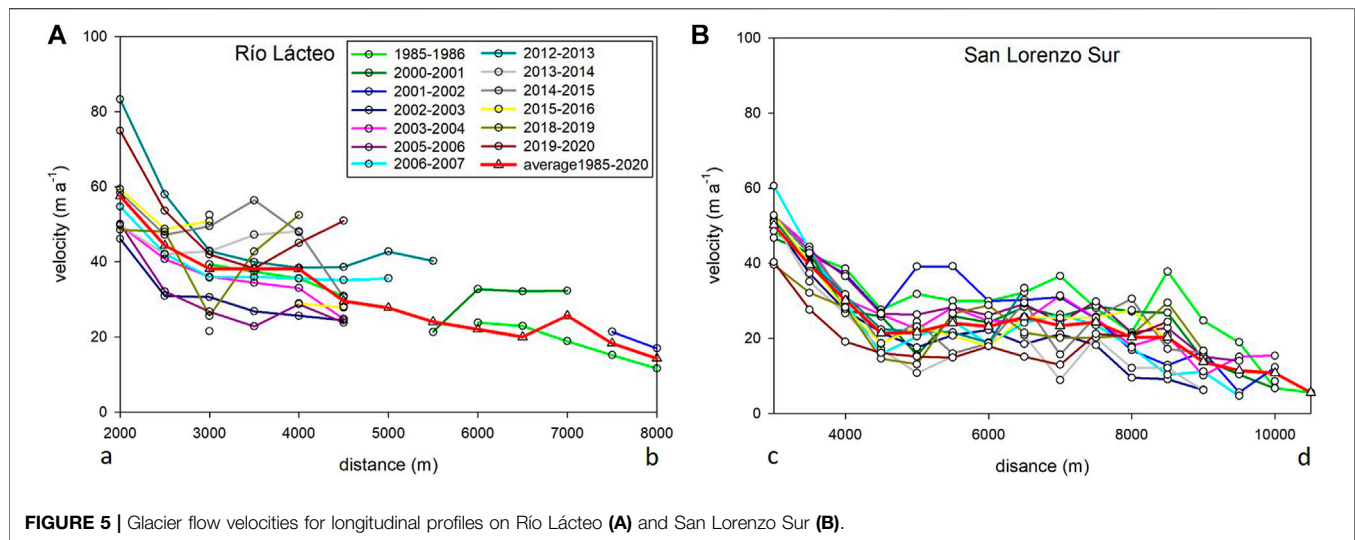 A
Río Lácteo
100
80
60
40
20
0
velocity (m a⁻¹)
1985-1986
2000-2001
2001-2002
2002-2003
2003-2004
2005-2006
2006-2007
2012-2013
2013-2014
2014-2015
2015-2016
2018-2019
2019-2020
average1985-2020
2000 3000 4000 5000 6000 7000 8000
a b
distance (m)
B
San Lorenzo Sur
100
80
60
40
20
0
velocity (m a⁻¹)
4000 6000 8000 10000
c d
disance (m)
FIGURE 5 | Glacier flow velocities for longitudinal profiles on Río Lácteo (A) and San Lorenzo Sur (B).